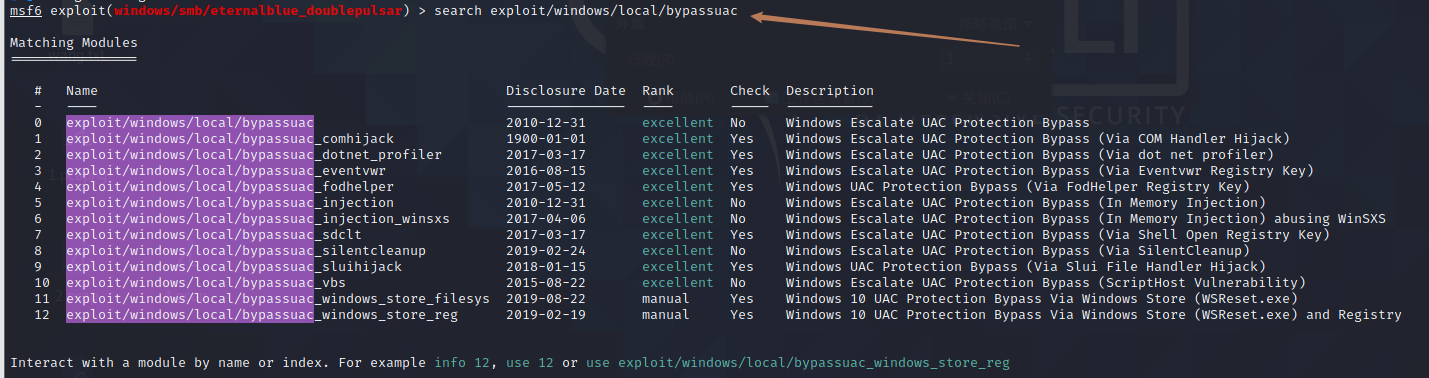 msf6 exploit(windows/smb/eternalblue_doublepulsar) > search exploit/windows/local/bypassuac
Matching Modules
================
# Name Disclosure Date Rank Check Description
- ---- --------------- ---- ----- -----------
0 exploit/windows/local/bypassuac 2010-12-31 excellent No Windows Escalate UAC Protection Bypass
1 exploit/windows/local/bypassuac_comhijack 1900-01-01 excellent Yes Windows Escalate UAC Protection Bypass (Via COM Handler Hijack)
2 exploit/windows/local/bypassuac_dotnet_profiler 2017-03-17 excellent Yes Windows Escalate UAC Protection Bypass (Via dot net profiler)
3 exploit/windows/local/bypassuac_eventvwr 2016-08-15 excellent Yes Windows Escalate UAC Protection Bypass (Via Eventvwr Registry Key)
4 exploit/windows/local/bypassuac_fodhelper 2017-05-12 excellent Yes Windows UAC Protection Bypass (Via FodHelper Registry Key)
5 exploit/windows/local/bypassuac_injection 2010-12-31 excellent No Windows Escalate UAC Protection Bypass (In Memory Injection)
6 exploit/windows/local/bypassuac_injection_winsxs 2017-04-06 excellent No Windows Escalate UAC Protection Bypass (In Memory Injection) abusing WinSXS
7 exploit/windows/local/bypassuac_sdclt 2017-03-17 excellent Yes Windows Escalate UAC Protection Bypass (Via Shell Open Registry Key)
8 exploit/windows/local/bypassuac_silentcleanup 2019-02-24 excellent No Windows Escalate UAC Protection Bypass (Via SilentCleanup)
9 exploit/windows/local/bypassuac_sluihijack 2018-01-15 excellent Yes Windows UAC Protection Bypass (Via Slui File Handler Hijack)
10 exploit/windows/local/bypassuac_vbs 2015-08-22 excellent No Windows Escalate UAC Protection Bypass (ScriptHost Vulnerability)
11 exploit/windows/local/bypassuac_windows_store_filesys 2019-08-22 manual Yes Windows 10 UAC Protection Bypass Via Windows Store (WSReset.exe)
12 exploit/windows/local/bypassuac_windows_store_reg 2019-02-19 manual Yes Windows 10 UAC Protection Bypass Via Windows Store (WSReset.exe) and Registry
Interact with a module by name or index. For example info 12, use 12 or use exploit/windows/local/bypassuac_windows_store_reg
SECURITY